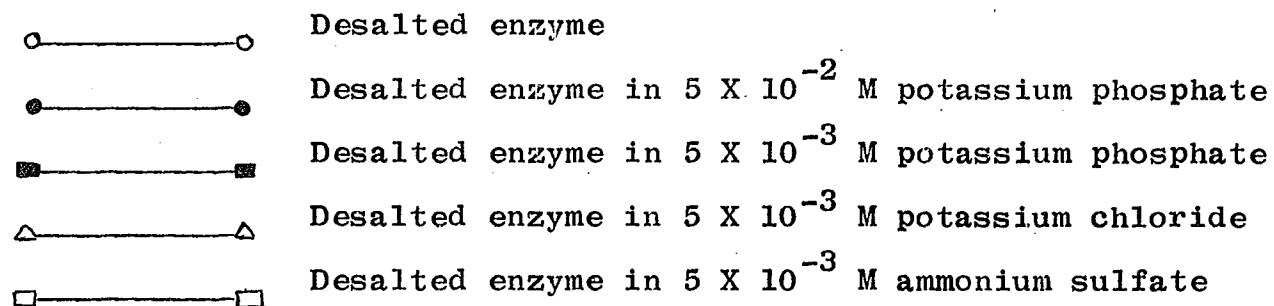 Desalted enzyme
Desalted enzyme in 5 X 10⁻² M potassium phosphate
Desalted enzyme in 5 X 10⁻³ M potassium phosphate
Desalted enzyme in 5 X 10⁻³ M potassium chloride
Desalted enzyme in 5 X 10⁻³ M ammonium sulfate